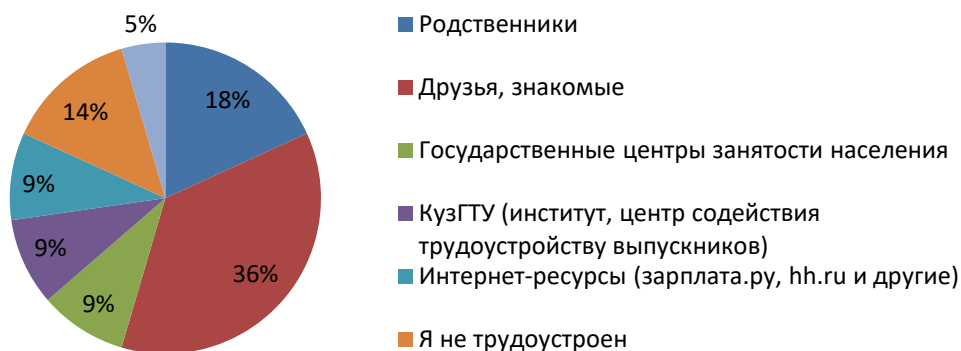 5%
18%
14%
9%
9%
36%
9%
Родственники
Друзья, знакомые
Государственные центры занятости населения
КузГТУ (институт, центр содействия
трудоустройству выпускников)
Интернет-ресурсы (зарплата.ру, hh.ru и другие)
Я не трудоустроен